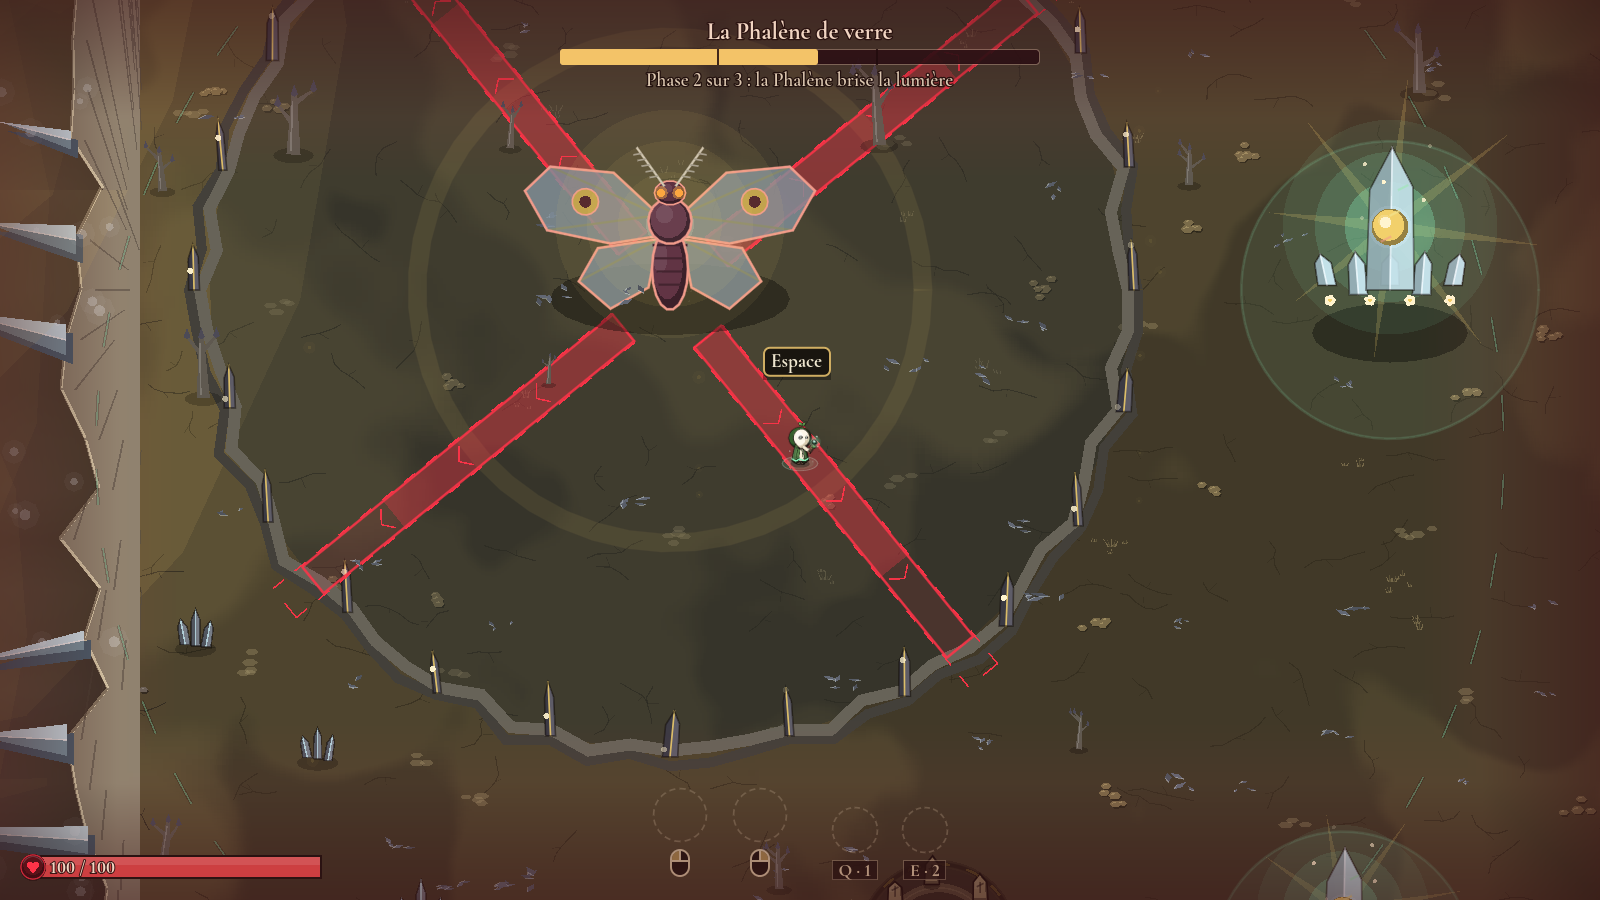 La Phalène de verre
Phase 2 sur 3 : la Phalène brise la lumière
Espace
100 / 100
Q · 1
E · 2